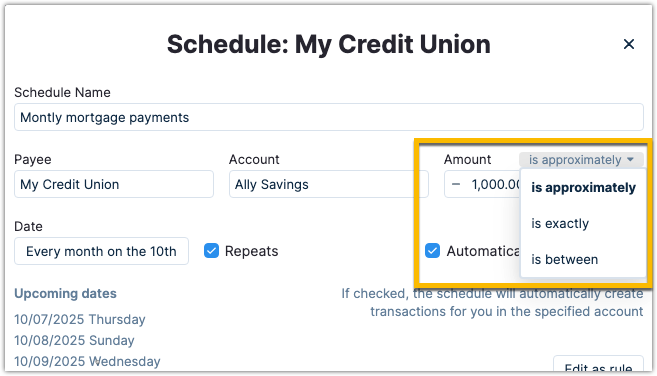 Schedule: My Credit Union
Schedule Name
Montly mortgage payments
Payee Account Amount is approximately
My Credit Union Ally Savings − 1,000.00
is approximately
is exactly
is between
Date
Every month on the 10th Repeats Automatica
Upcoming dates
If checked, the schedule will automatically create
transactions for you in the specified account
10/07/2025 Thursday
10/08/2025 Sunday
10/09/2025 Wednesday
Edit as rule